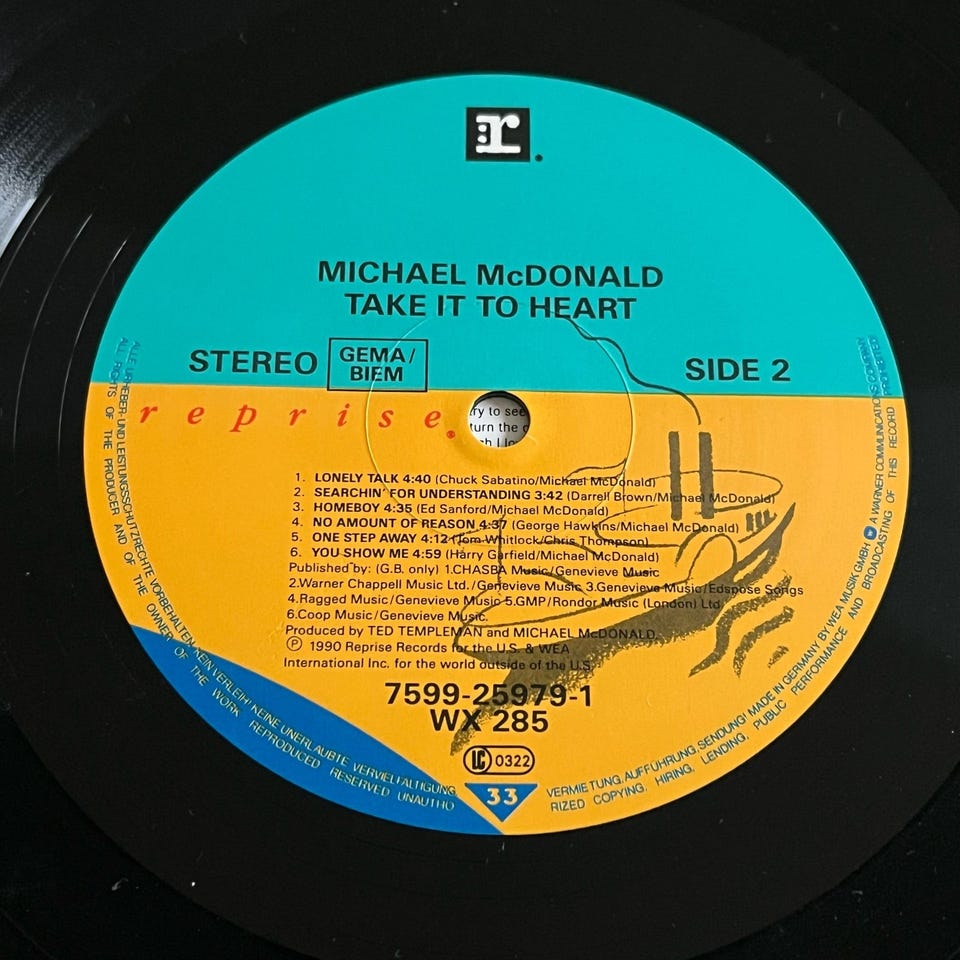 r
MICHAEL McDONALD
TAKE IT TO HEART
STEREO GEMA/ BIEM SIDE 2
reprise®
ry to see
turn the
1. LONELY TALK 4:40 (Chuck Sabatino/Michael McDonald)
2. SEARCHIN' FOR UNDERSTANDING 3:42 (Darrell Brown/Michael McDonald)
3. HOMEBOY 4:35 (Ed Sanford/Michael McDonald)
4. NO AMOUNT OF REASON 4:37 (George Hawkins/Michael McDonald)
5. ONE STEP AWAY 4:12 (Tom Whitlock/Chris Thompson)
6. YOU SHOW ME 4:59 (Harry Garfield/Michael McDonald)
Published by: (G.B. only) 1.CHASBA Music/Genevieve Music
2.Warner Chappell Music Ltd./Genevieve Music 3.Genevieve Music/Edspose Songs
4.Ragged Music/Genevieve Music 5.GMP/Rondor Music (London) Ltd.
6.Coop Music/Genevieve Music.
Produced by TED TEMPLEMAN and MICHAEL McDONALD.
℗ 1990 Reprise Records for the U.S. & WEA
International Inc. for the world outside of the U.S.
7599-25979-1
WX 285
LC 0322
33
ALLE URHEBER- UND LEISTUNGSSCHUTZRECHTE VORBEHALTEN' KEIN VERLEIH' KEINE UNERLAUBTE VERVIELFÄLTIGUNG, VERMIETUNG, AUFFÜHRUNG, SENDUNG' MADE IN GERMANY BY WEA MUSIK GMBH A WARNER COMMUNICATIONS COMPANY
ALL RIGHTS OF THE PRODUCER AND OF THE OWNER OF THE WORK REPRODUCED RESERVED UNAUTHORIZED COPYING, HIRING, LENDING, PUBLIC PERFORMANCE AND BROADCASTING OF THIS RECORD PROHIBITED